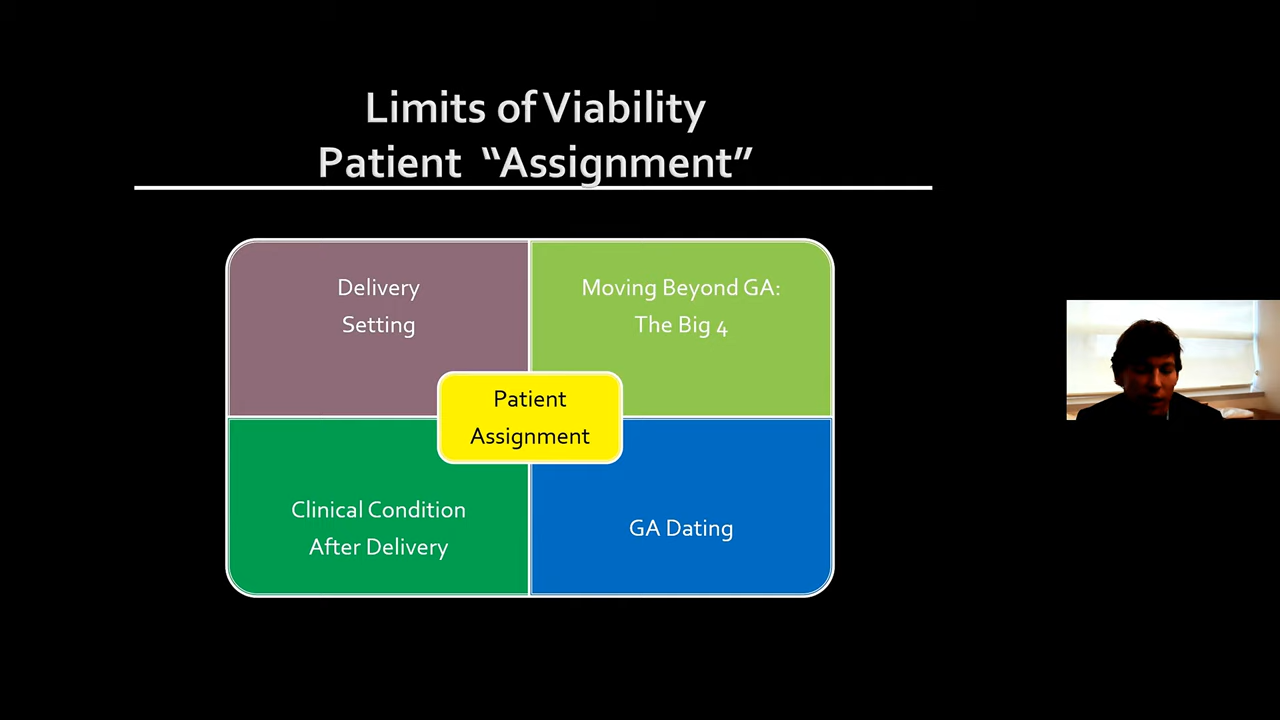 Limits of Viability
Patient “Assignment”
Delivery
Setting
Moving Beyond GA:
The Big 4
Patient
Assignment
Clinical Condition
After Delivery
GA Dating